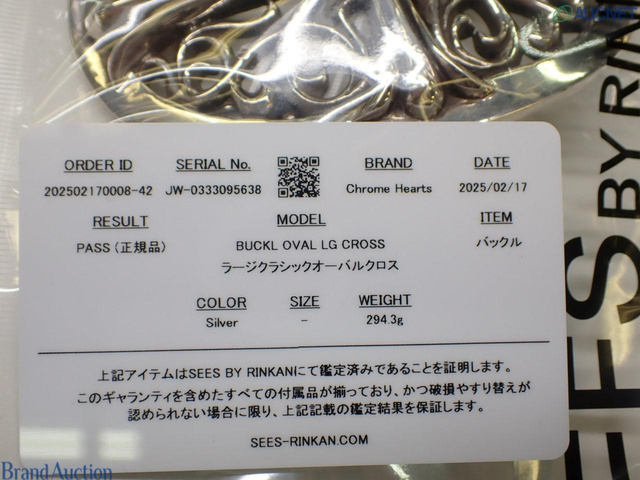 AUCNET
ORDER ID SERIAL No. BRAND DATE
202502170008-42 JW-0333095638 Chrome Hearts 2025/02/17
RESULT MODEL ITEM
PASS (正規品) BUCKL OVAL LG CROSS バックル
ラージクラシックオーバルクロス
COLOR SIZE WEIGHT
Silver – 294.3g
上記アイテムはSEES BY RINKANにて鑑定済みであることを証明します。
このギャランティを含めたすべての付属品が揃っており、かつ破損やすり替えが
認められない場合に限り、上記記載の鑑定結果を保証します。
SEES-RINKAN.COM
EES BY RIN
Brand Auction